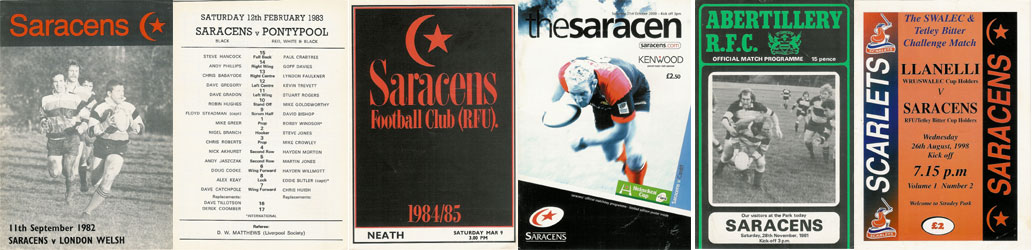 Saracens
11th September 1982
SARACENS v LONDON WELSH
SATURDAY 12th FEBRUARY 1983
SARACENS v PONTYPOOL
BLACK RED, WHITE & BLACK
15
STEVE HANCOCK Full Back PAUL CRABTREE
14
ANDY PHILLIPS Right Wing GOFF DAVIES
13
CHRIS BABAYODE Right Centre LYNDON FAULKNER
12
DAVE GREGORY Left Centre KEVIN TREVETT
11
DAVE GRADON Left Wing STUART ROGERS
10
ROBIN HUGHES Stand Off MIKE GOLDWORTHY
9
FLOYD STEADMAN (capt) Scrum Half DAVID BISHOP
1
MIKE GREER Prop BOBBY WINDSOR*
2
NIGEL BRANCH Hooker STEVE JONES
3
CHRIS ROBERTS Prop MIKE CROWLEY
4
NICK AKHURST Second Row HAYDEN MORTON
5
ANDY JASZCZAK Second Row MARTIN JONES
6
DOUG COOKE Wing Forward HAYDEN WILLMOTT
8
ALEX KEAY Lock EDDIE BUTLER (capt)*
7
DAVE CATCHPOLE Wing Forward CHRIS HUISH
Replacements: Replacements:
DAVE TILLOTSON 16
DEREK COOMBER 17
*INTERNATIONAL
Referee:
D. W. MATTHEWS (Liverpool Society)
Saracens
Football Club (RFU).
1984/85
NEATH
SATURDAY MAR 9
3.00 PM
thesaracen
saracens.com
KENWOOD
£2.50
Heineken
Cup
SARACENS
ABERTILLERY
R.F.C.
OFFICIAL MATCH PROGRAMME 15 pence
Our visitors at the Park today
SARACENS
Saturday, 28th November, 1981
Kick-off 3 p.m.
SCARLETS
The SWALEC &
Tetley Bitter
Challenge Match
LLANELLI
WRU/SWALEC Cup Holders
V
SARACENS
RFU/Tetley Bitter Cup Holders
Wednesday
26th August, 1998
Kick off
7.15 p.m
Volume 1 Number 2
Welcome to Stradey Park
£2
SARACENS